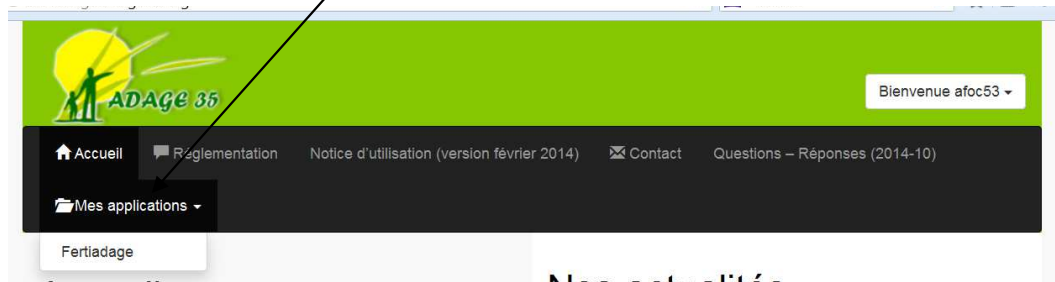 ADAGE 35
Bienvenue afoc53
Accueil Réglementation Notice d'utilisation (version février 2014) Contact Questions – Réponses (2014-10)
Mes applications
Fertiadage